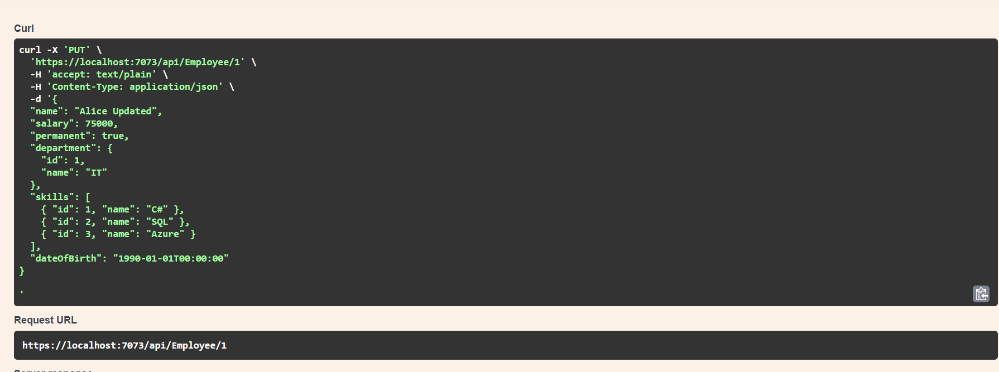 Curl
curl -X 'PUT' \
'https://localhost:7073/api/Employee/1' \
-H 'accept: text/plain' \
-H 'Content-Type: application/json' \
-d '{
"name": "Alice Updated",
"salary": 75000,
"permanent": true,
"department": {
"id": 1,
"name": "IT"
},
"skills": [
{ "id": 1, "name": "C#" },
{ "id": 2, "name": "SQL" },
{ "id": 3, "name": "Azure" }
],
"dateOfBirth": "1990-01-01T00:00:00"
}
'
Request URL
https://localhost:7073/api/Employee/1